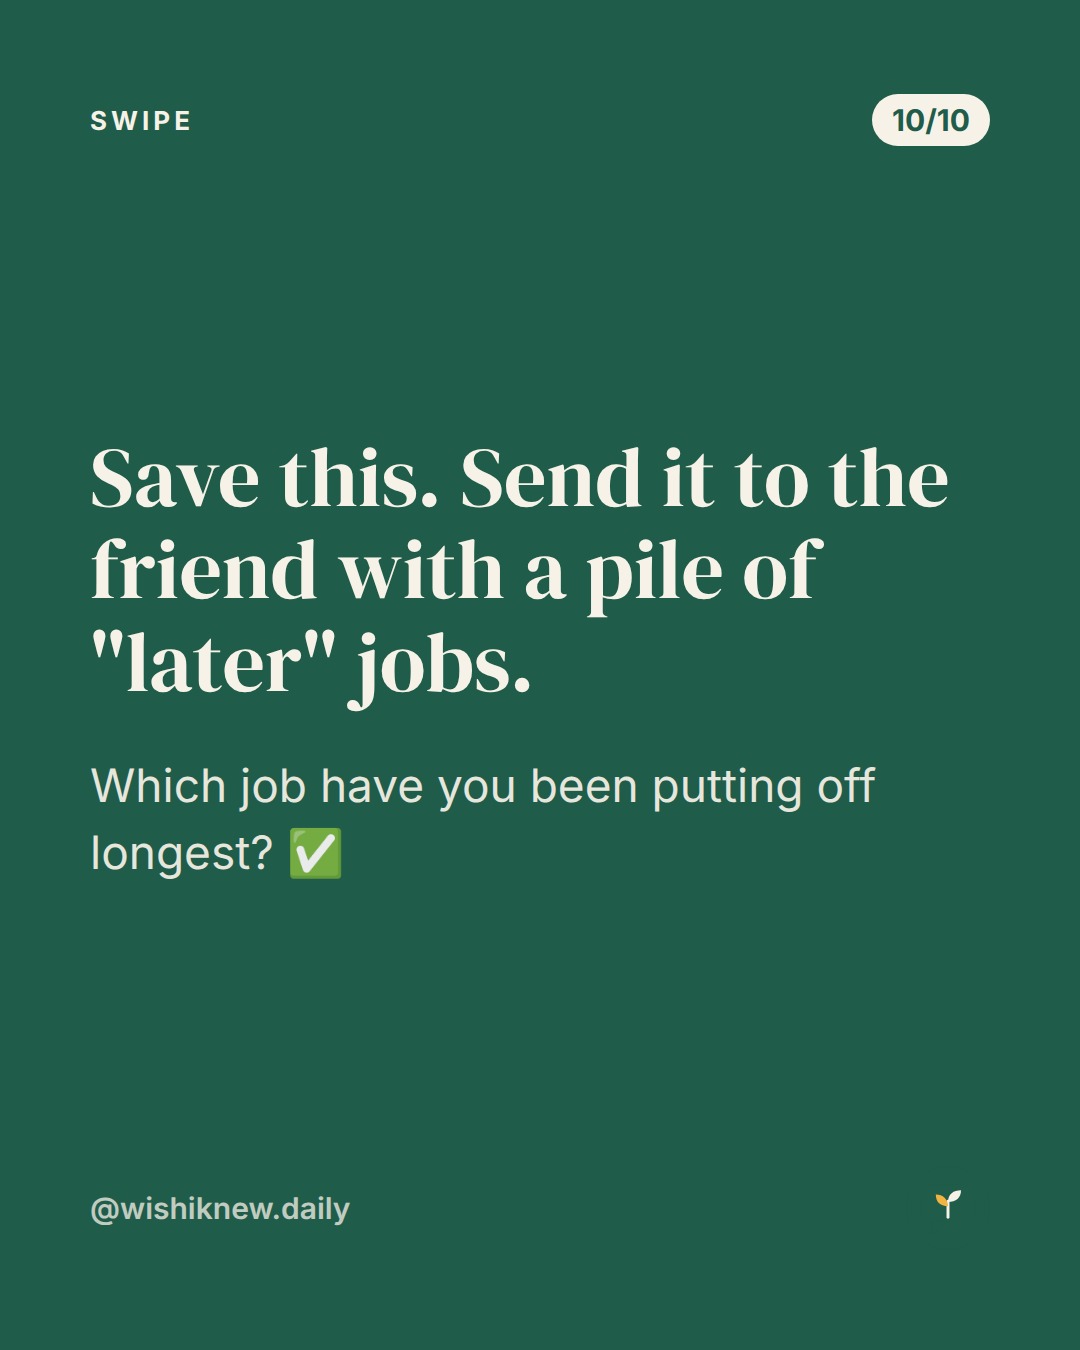 SWIPE
10/10
Save this. Send it to the
friend with a pile of
"later" jobs.
Which job have you been putting off
longest? ✅
@wishiknew.daily